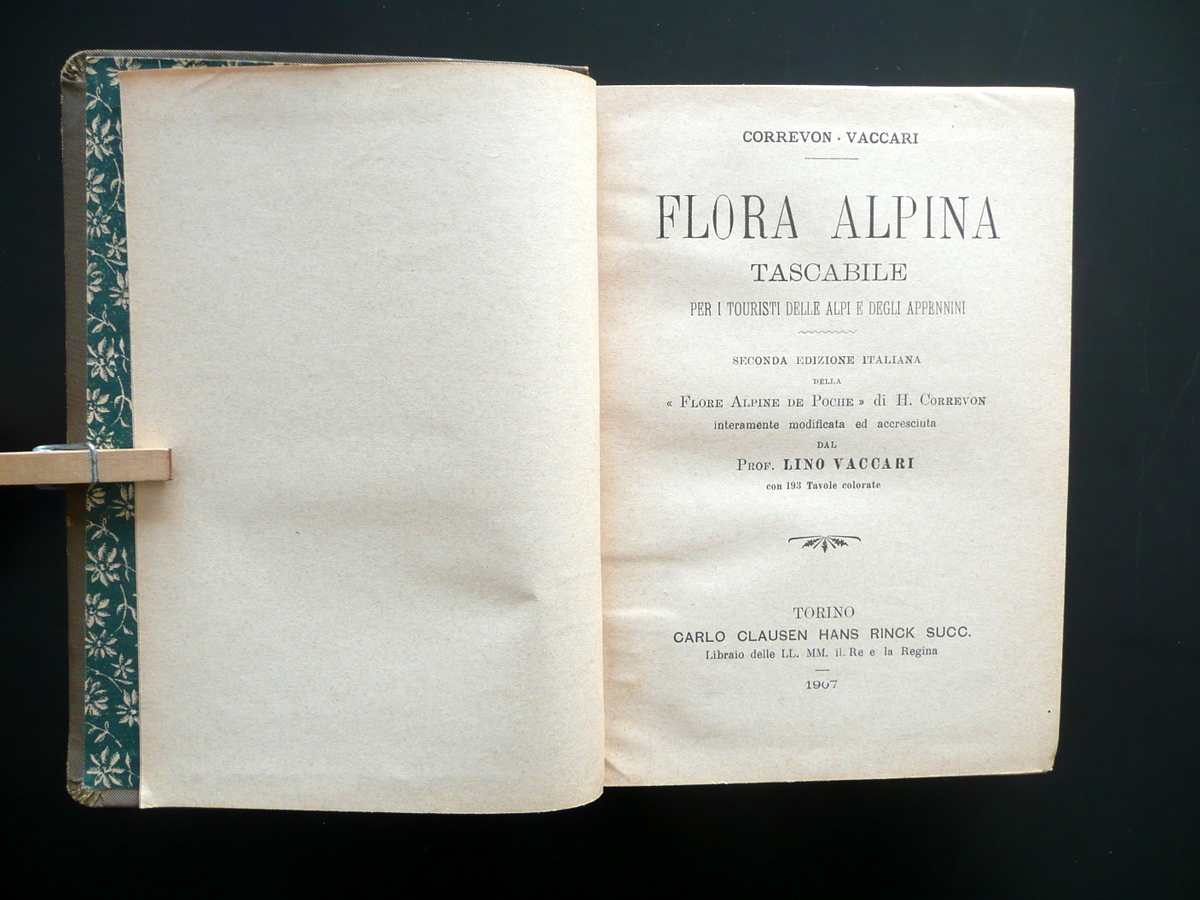 CORREVON - VACCARI
FLORA ALPINA
TASCABILE
PER I TOURISTI DELLE ALPI E DEGLI APPENNINI
SECONDA EDIZIONE ITALIANA
DELLA
« FLORE ALPINE DE POCHE » di H. CORREVON
interamente modificata ed accresciuta
DAL
PROF. LINO VACCARI
con 193 Tavole colorate
TORINO
CARLO CLAUSEN HANS RINCK SUCC.
Libraio delle LL. MM. il Re e la Regina
1907